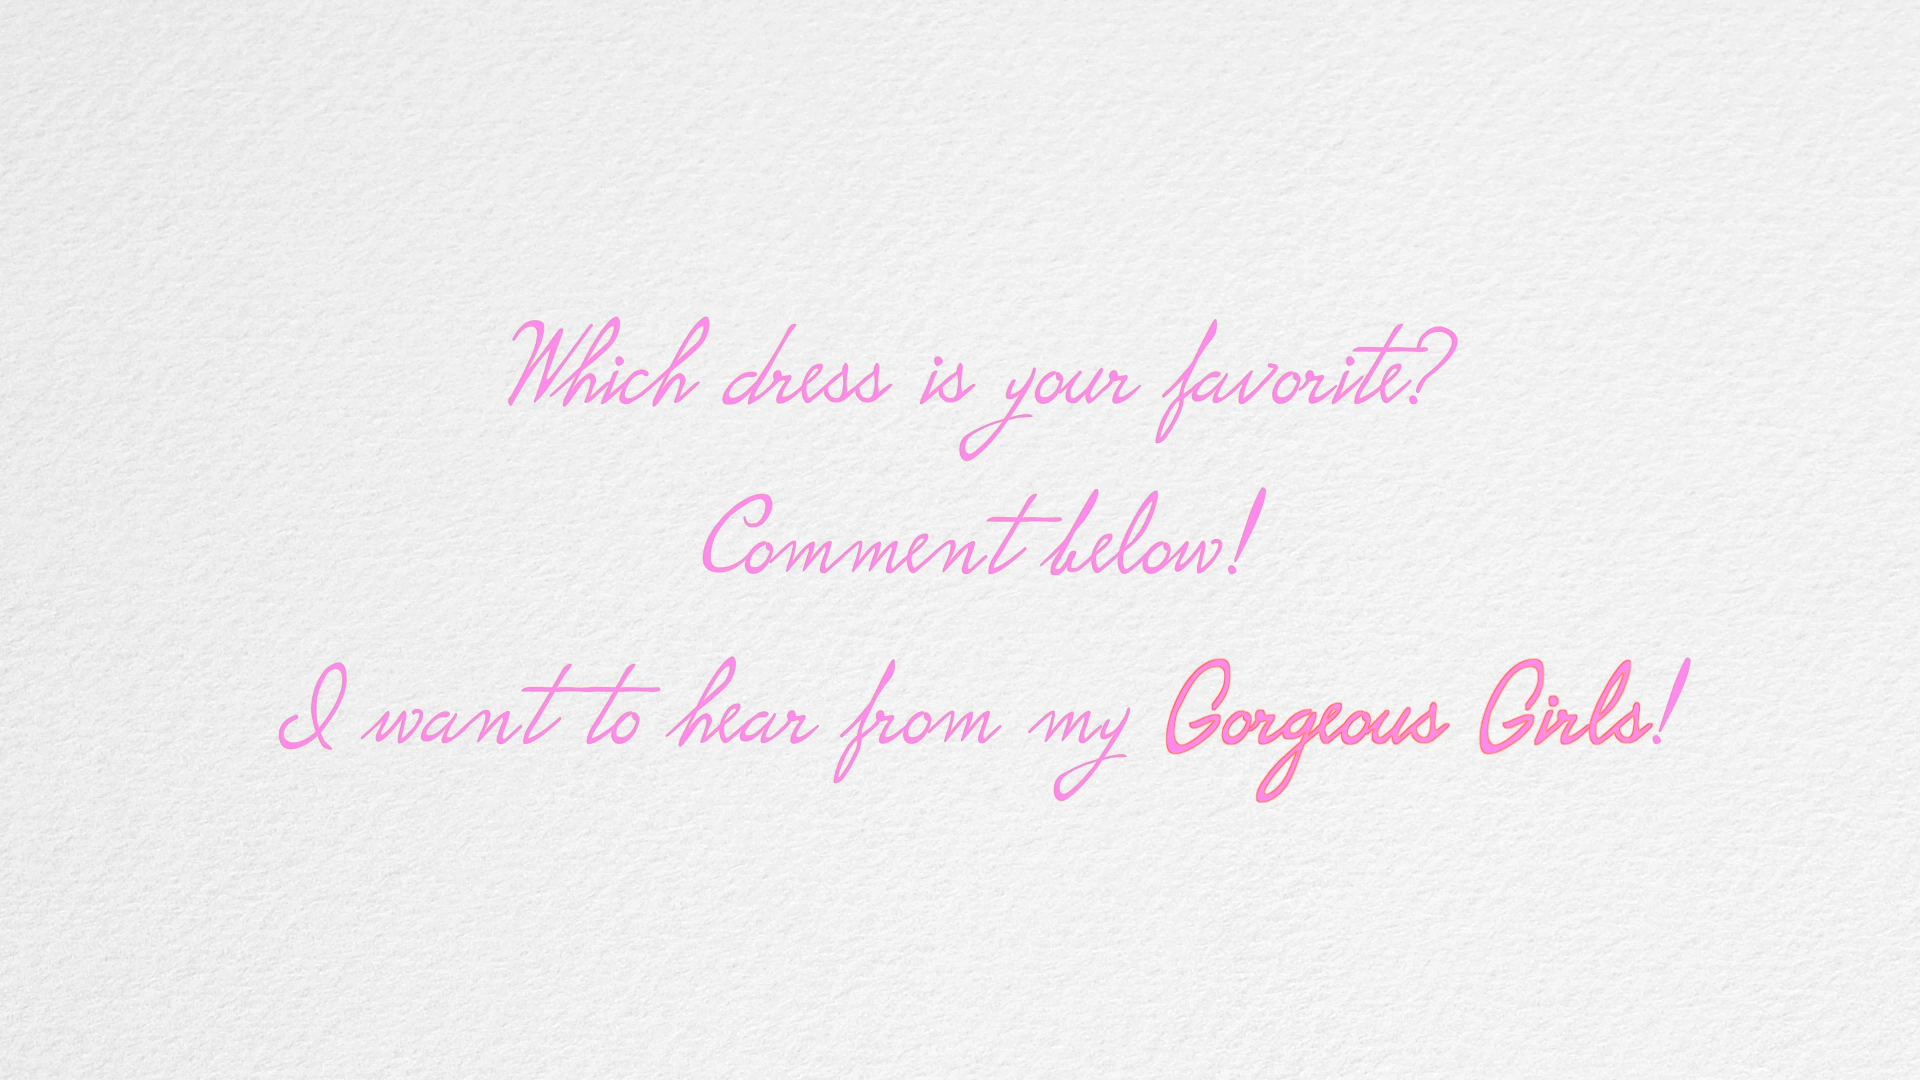 Which dress is your favorite?
Comment below!
I want to hear from my Gorgeous Girls!